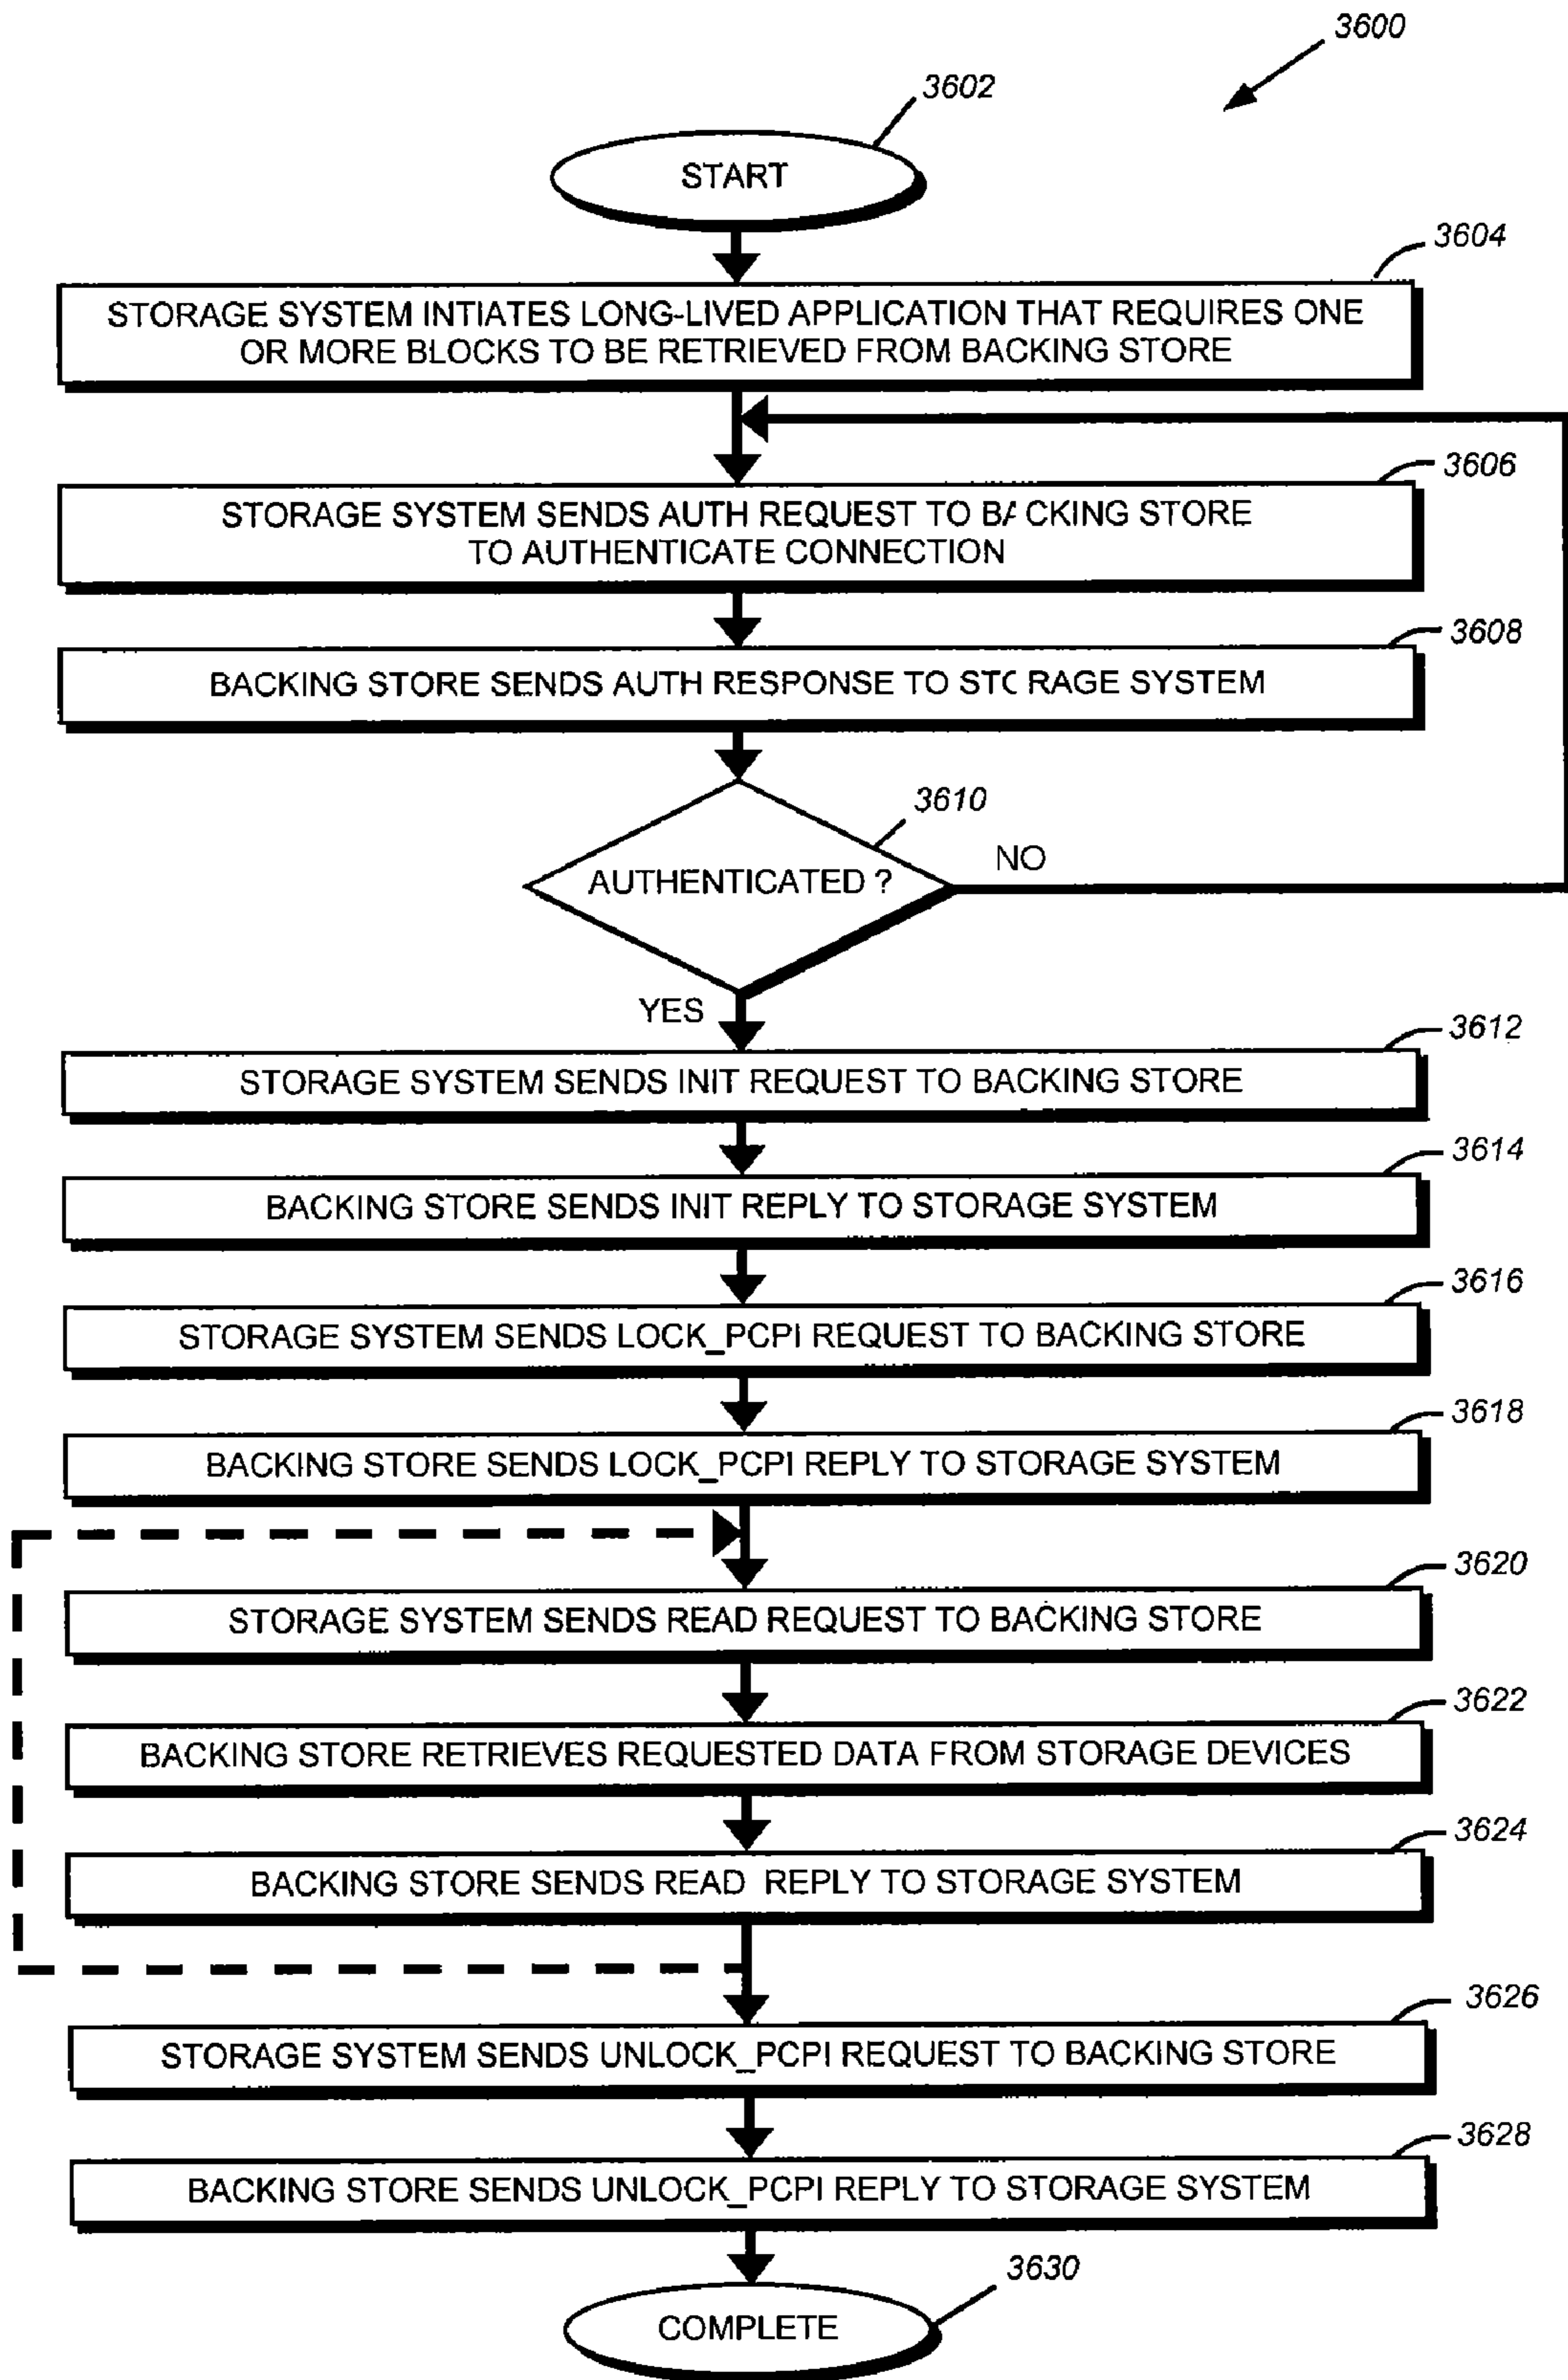 3600
3602
START
3604
STORAGE SYSTEM INTIATES LONG-LIVED APPLICATION THAT REQUIRES ONE
OR MORE BLOCKS TO BE RETRIEVED FROM BACKING STORE
3606
STORAGE SYSTEM SENDS AUTH REQUEST TO BACKING STORE
TO AUTHENTICATE CONNECTION
3608
BACKING STORE SENDS AUTH RESPONSE TO STORAGE SYSTEM
3610
AUTHENTICATED ?
NO
YES
3612
STORAGE SYSTEM SENDS INIT REQUEST TO BACKING STORE
3614
BACKING STORE SENDS INIT REPLY TO STORAGE SYSTEM
3616
STORAGE SYSTEM SENDS LOCK_PCPI REQUEST TO BACKING STORE
3618
BACKING STORE SENDS LOCK_PCPI REPLY TO STORAGE SYSTEM
3620
STORAGE SYSTEM SENDS READ REQUEST TO BACKING STORE
3622
BACKING STORE RETRIEVES REQUESTED DATA FROM STORAGE DEVICES
3624
BACKING STORE SENDS READ REPLY TO STORAGE SYSTEM
3626
STORAGE SYSTEM SENDS UNLOCK_PCPI REQUEST TO BACKING STORE
3628
BACKING STORE SENDS UNLOCK_PCPI REPLY TO STORAGE SYSTEM
3630
COMPLETE